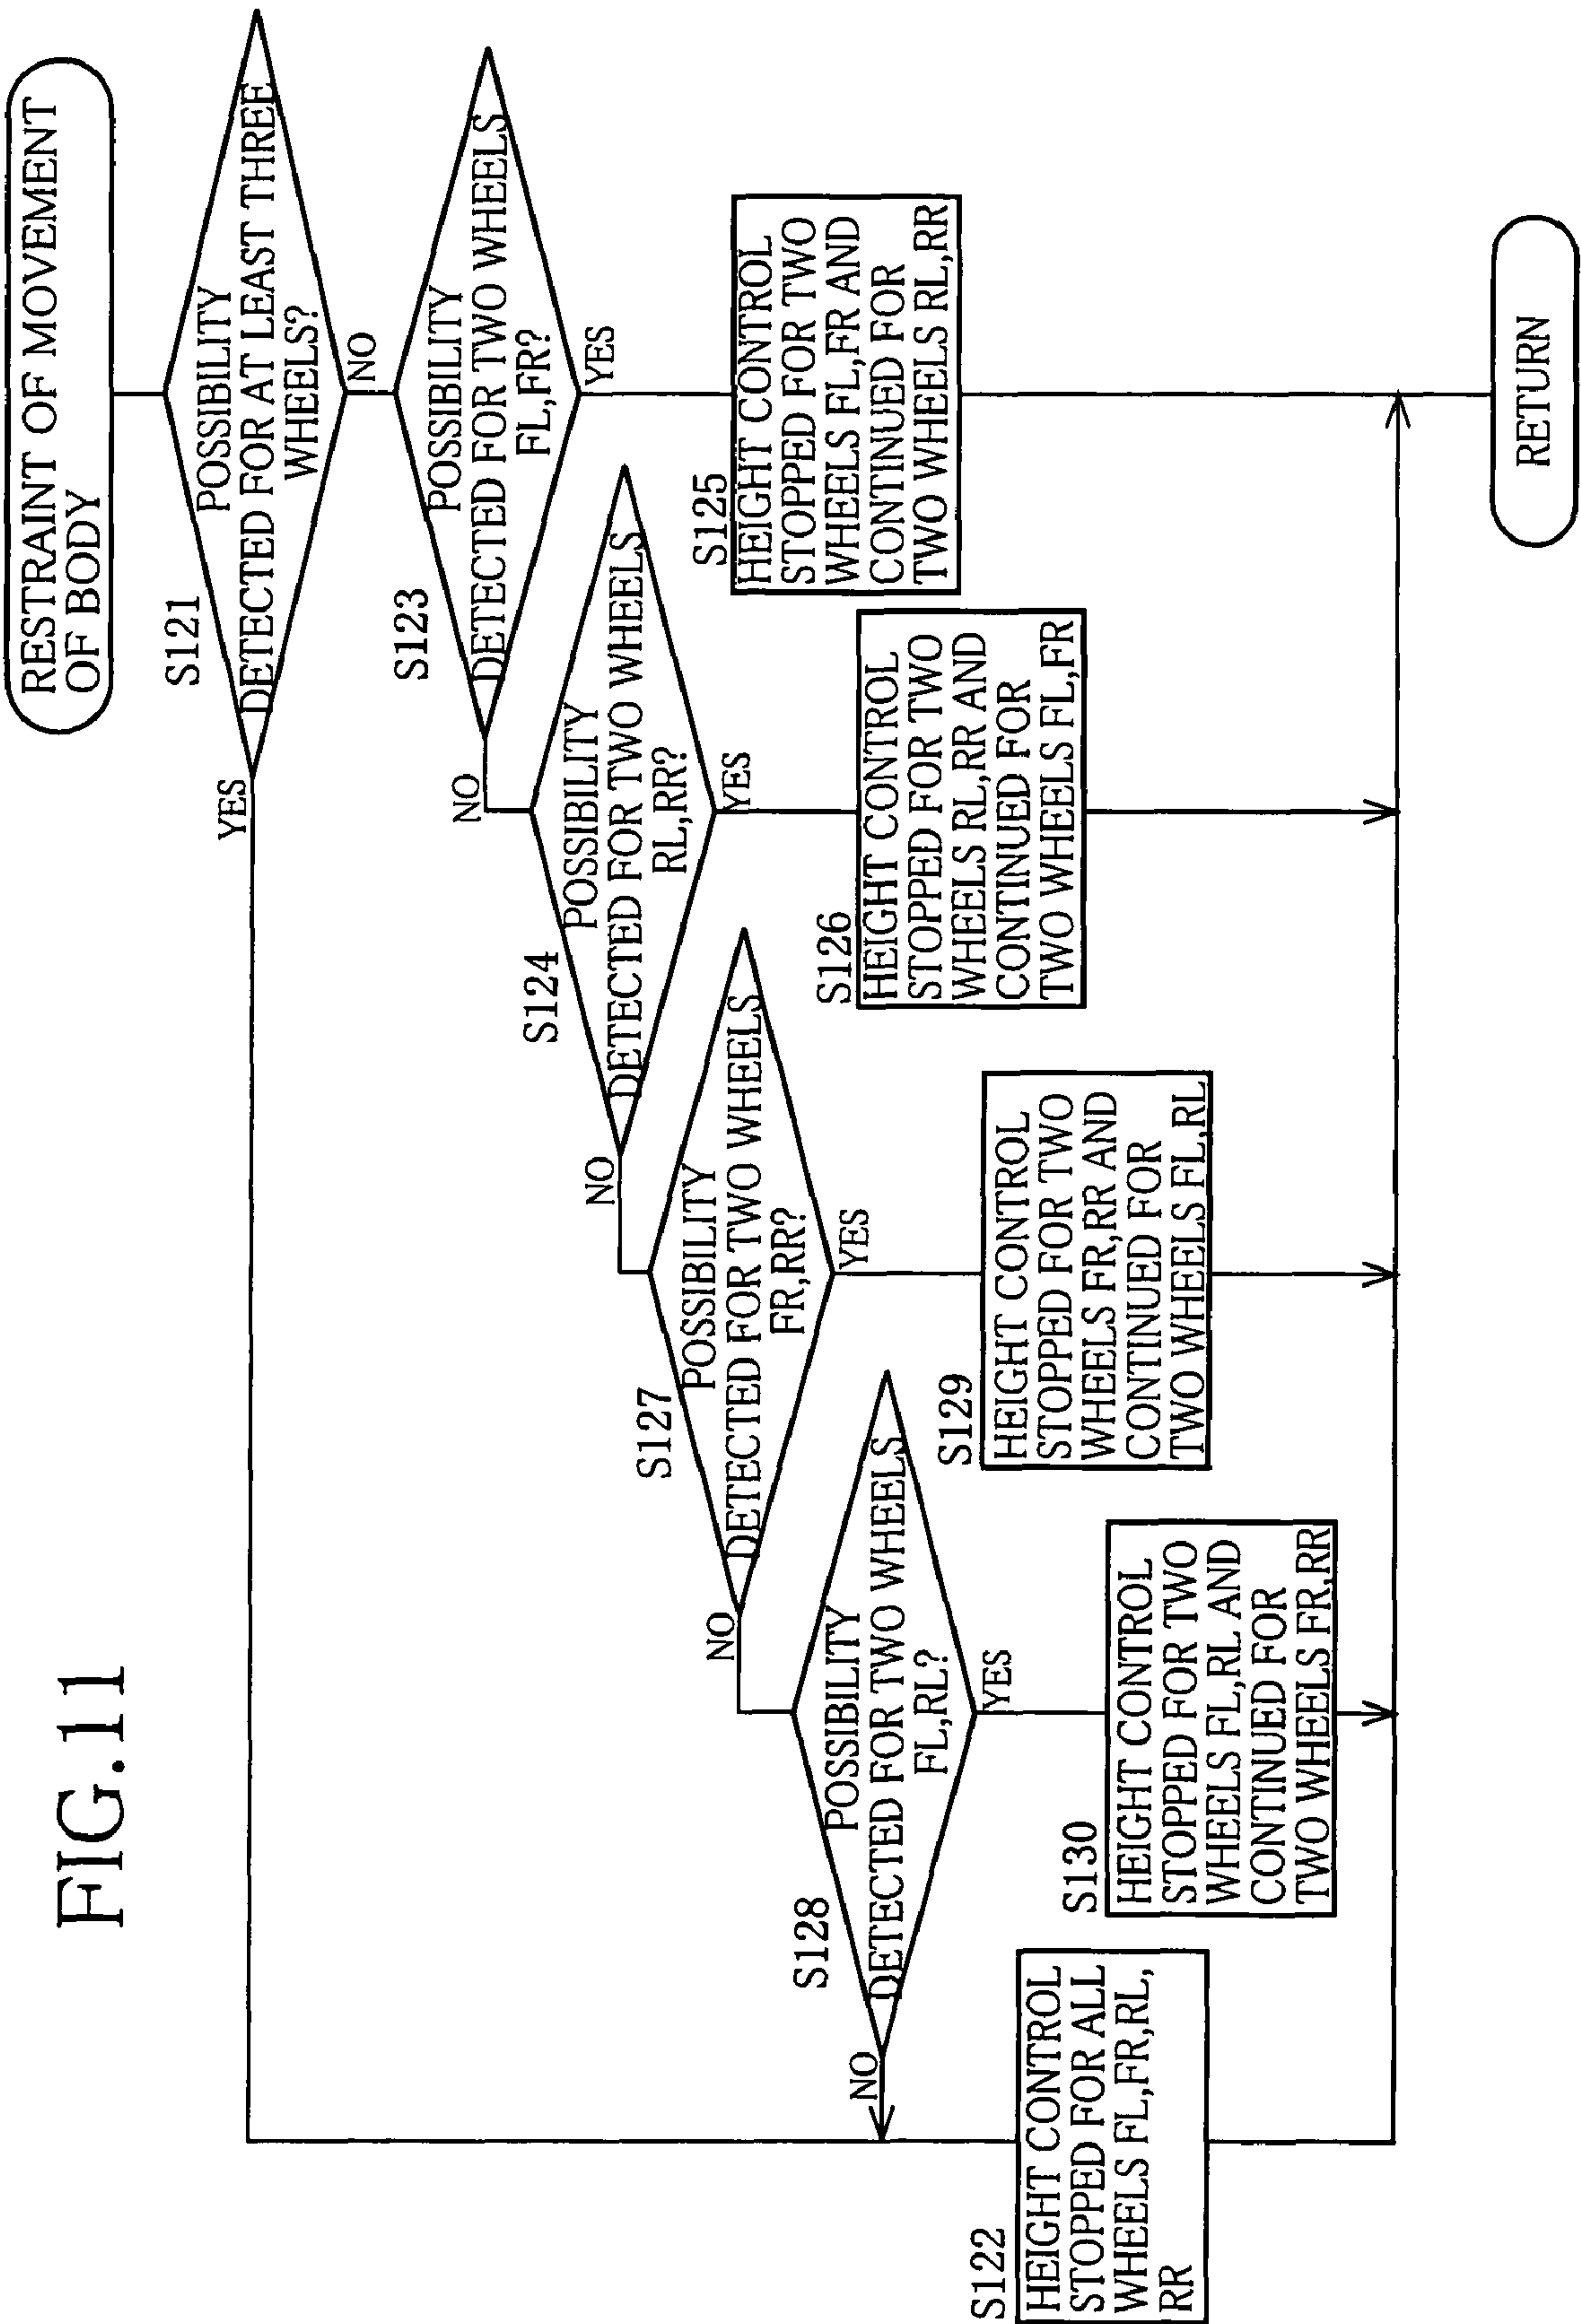 FIG.11
RESTRAINT OF MOVEMENT
OF BODY
S121
POSSIBILITY
DETECTED FOR AT LEAST THREE
WHEELS?
YES
NO
S123
POSSIBILITY
DETECTED FOR TWO WHEELS
FL,FR?
NO
YES
S124
POSSIBILITY
DETECTED FOR TWO WHEELS
RL,RR?
NO
YES
S127
POSSIBILITY
DETECTED FOR TWO WHEELS
FR,RR?
NO
YES
S128
POSSIBILITY
DETECTED FOR TWO WHEELS
FL,RL?
NO
YES
S122
HEIGHT CONTROL
STOPPED FOR ALL
WHEELS FL,FR,RL,
RR
S130
HEIGHT CONTROL
STOPPED FOR TWO
WHEELS FL,RL AND
CONTINUED FOR
TWO WHEELS FR,RR
S129
HEIGHT CONTROL
STOPPED FOR TWO
WHEELS FR,RR AND
CONTINUED FOR
TWO WHEELS FL,RL
S126
HEIGHT CONTROL
STOPPED FOR TWO
WHEELS RL,RR AND
CONTINUED FOR
TWO WHEELS FL,FR
S125
HEIGHT CONTROL
STOPPED FOR TWO
WHEELS FL,FR AND
CONTINUED FOR
TWO WHEELS RL,RR
RETURN